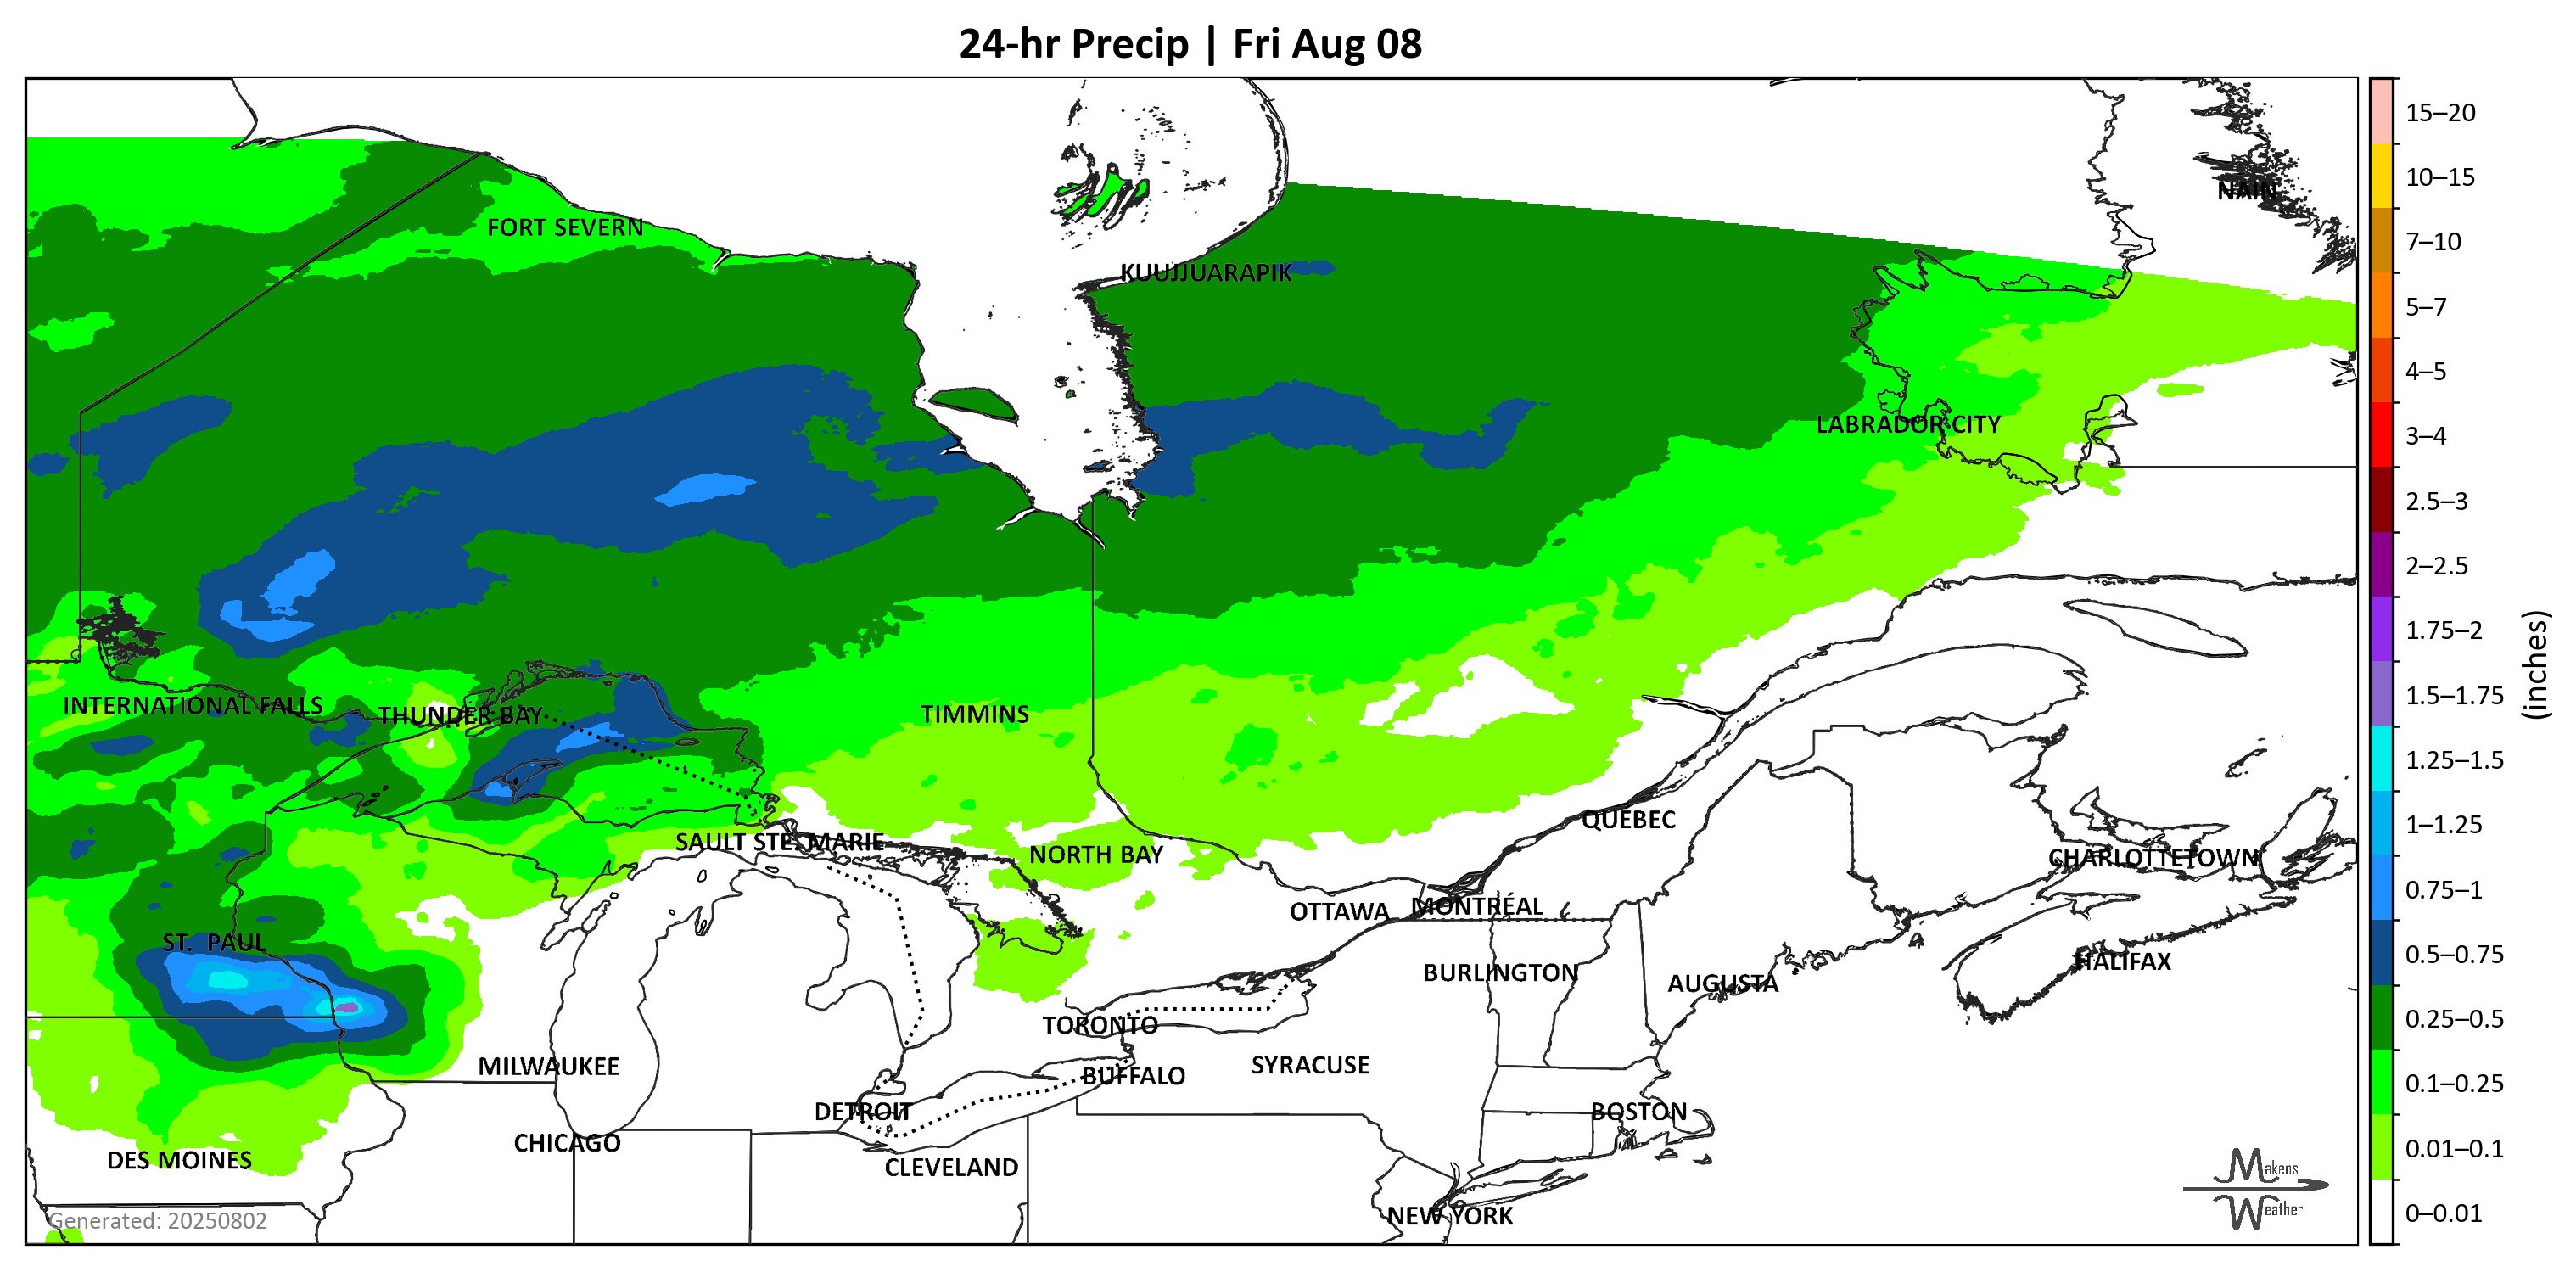 24-hr Precip | Fri Aug 08
NAIN
FORT SEVERN
KUUJJUARAPIK
LABRADOR CITY
INTERNATIONAL FALLS
THUNDER BAY
TIMMINS
SAULT STE. MARIE
NORTH BAY
QUEBEC
CHARLOTTETOWN
OTTAWA
MONTRÉAL
ST. PAUL
BURLINGTON
AUGUSTA
HALIFAX
TORONTO
MILWAUKEE
BUFFALO
SYRACUSE
DETROIT
BOSTON
CHICAGO
DES MOINES
CLEVELAND
NEW YORK
Generated: 20250802
Makens
Weather
15–20
10–15
7–10
5–7
4–5
3–4
2.5–3
2–2.5
1.75–2
1.5–1.75
1.25–1.5
1–1.25
0.75–1
0.5–0.75
0.25–0.5
0.1–0.25
0.01–0.1
0–0.01
(inches)